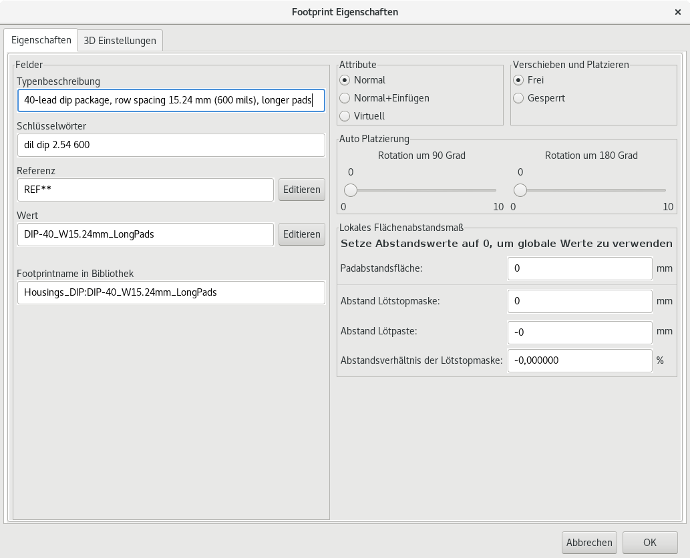 Footprint Eigenschaften
Eigenschaften
3D Einstellungen
Felder
Typenbeschreibung
40-lead dip package, row spacing 15.24 mm (600 mils), longer pads
Schlüsselwörter
dil dip 2.54 600
Referenz
REF**
Editieren
Wert
DIP-40_W15.24mm_LongPads
Editieren
Footprintname in Bibliothek
Housings_DIP:DIP-40_W15.24mm_LongPads
Attribute
Normal
Normal+Einfügen
Virtuell
Verschieben und Platzieren
Frei
Gesperrt
Auto Platzierung
Rotation um 90 Grad
0
0 10
Rotation um 180 Grad
0
0 10
Lokales Flächenabstandsmaß
Setze Abstandswerte auf 0, um globale Werte zu verwenden
Padabstandsfläche: 0 mm
Abstand Lötstopmaske: 0 mm
Abstand Lötpaste: -0 mm
Abstandsverhältnis der Lötstopmaske: -0,000000 %
Abbrechen
OK